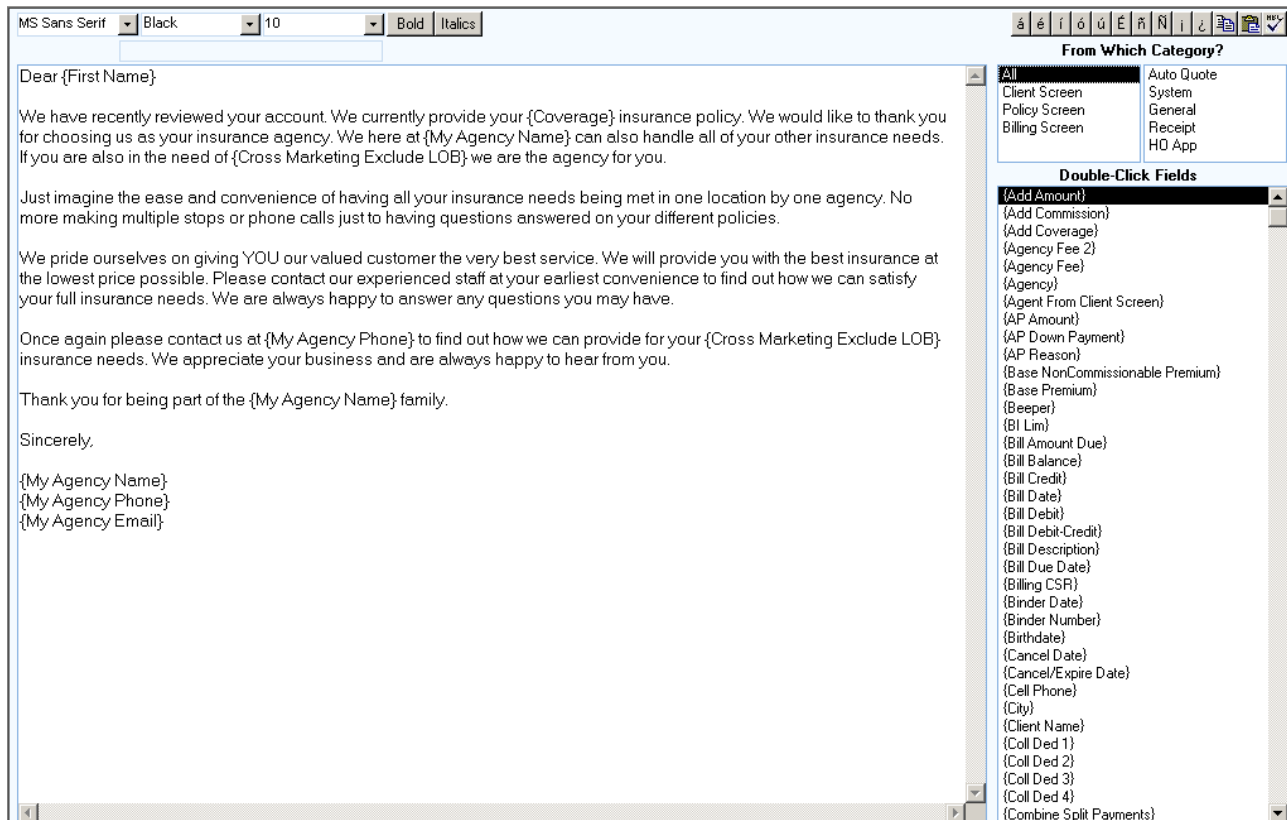 MS Sans Serif Black 10 Bold Italics á é í ó ú É ñ Ñ ¡ ¿
From Which Category?
All
Client Screen
Policy Screen
Billing Screen
Auto Quote
System
General
Receipt
HO App
Dear {First Name}
We have recently reviewed your account. We currently provide your {Coverage} insurance policy. We would like to thank you
for choosing us as your insurance agency. We here at {My Agency Name} can also handle all of your other insurance needs.
If you are also in the need of {Cross Marketing Exclude LOB} we are the agency for you.
Just imagine the ease and convenience of having all your insurance needs being met in one location by one agency. No
more making multiple stops or phone calls just to having questions answered on your different policies.
We pride ourselves on giving YOU our valued customer the very best service. We will provide you with the best insurance at
the lowest price possible. Please contact our experienced staff at your earliest convenience to find out how we can satisfy
your full insurance needs. We are always happy to answer any questions you may have.
Once again please contact us at {My Agency Phone} to find out how we can provide for your {Cross Marketing Exclude LOB}
insurance needs. We appreciate your business and are always happy to hear from you.
Thank you for being part of the {My Agency Name} family.
Sincerely,
{My Agency Name}
{My Agency Phone}
{My Agency Email}
Double-Click Fields
{Add Amount}
{Add Commission}
{Add Coverage}
{Agency Fee 2}
{Agency Fee}
{Agency}
{Agent From Client Screen}
{AP Amount}
{AP Down Payment}
{AP Reason}
{Base NonCommissionable Premium}
{Base Premium}
{Beeper}
{BI Lim}
{Bill Amount Due}
{Bill Balance}
{Bill Credit}
{Bill Date}
{Bill Debit}
{Bill Debit-Credit}
{Bill Description}
{Bill Due Date}
{Billing CSR}
{Binder Date}
{Binder Number}
{Birthdate}
{Cancel Date}
{Cancel/Expire Date}
{Cell Phone}
{City}
{Client Name}
{Coll Ded 1}
{Coll Ded 2}
{Coll Ded 3}
{Coll Ded 4}
{Combine Split Payments}